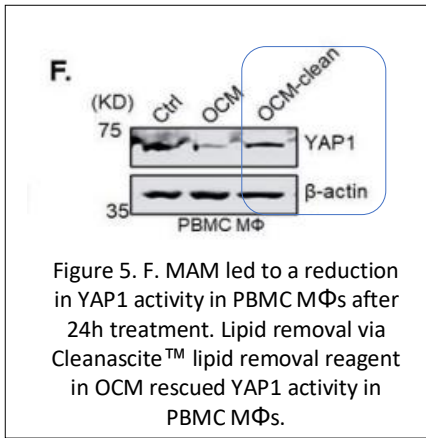 F.
(KD) Ctrl OCM OCM-clean
75
YAP1
β-actin
35
PBMC MΦ
Figure 5. F. MAM led to a reduction
in YAP1 activity in PBMC MΦs after
24h treatment. Lipid removal via
Cleanascite™ lipid removal reagent
in OCM rescued YAP1 activity in
PBMC MΦs.